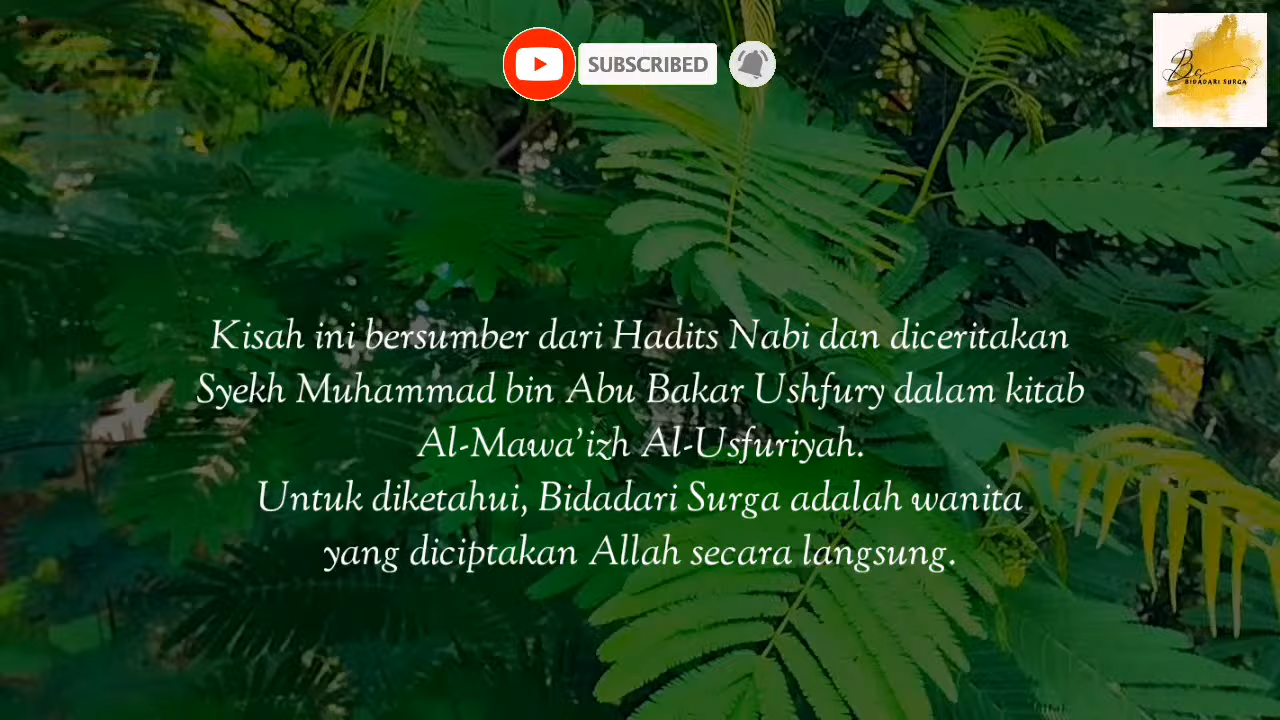 SUBSCRIBED
Bs
BIDADARI SURGA
Kisah ini bersumber dari Hadits Nabi dan diceritakan
Syekh Muhammad bin Abu Bakar Ushfury dalam kitab
Al-Mawa'izh Al-Usfuriyah.
Untuk diketahui, Bidadari Surga adalah wanita
yang diciptakan Allah secara langsung.